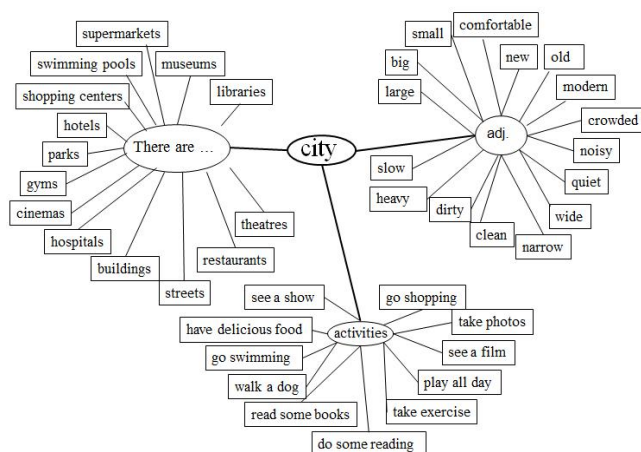 supermarkets
swimming pools
museums
shopping centers
libraries
hotels
There are ...
parks
gyms
cinemas
hospitals
theatres
buildings
restaurants
streets
city
comfortable
small
new
old
big
modern
large
crowded
adj.
noisy
slow
quiet
heavy
wide
dirty
clean
narrow
see a show
go shopping
have delicious food
take photos
activities
go swimming
see a film
walk a dog
play all day
read some books
take exercise
do some reading